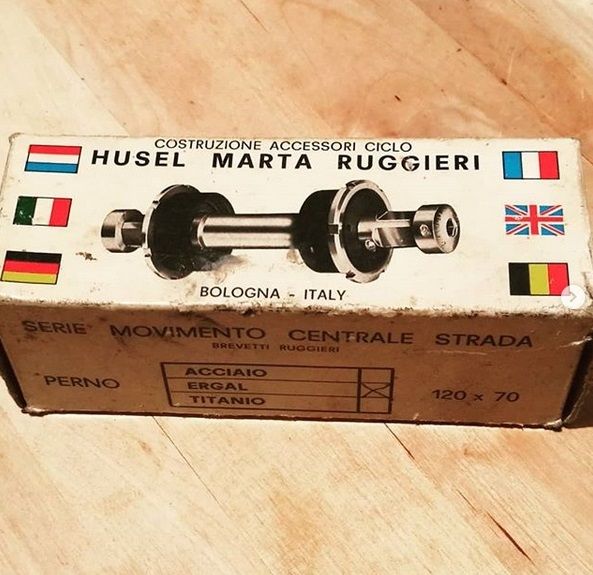 COSTRUZIONE ACCESSORI CICLO
HUSEL MARTA RUGGIERI
BOLOGNA - ITALY
SERIE MOVIMENTO CENTRALE STRADA
BREVETTI RUGGIERI
PERNO
ACCIAIO
ERGAL
TITANIO
120 x 70